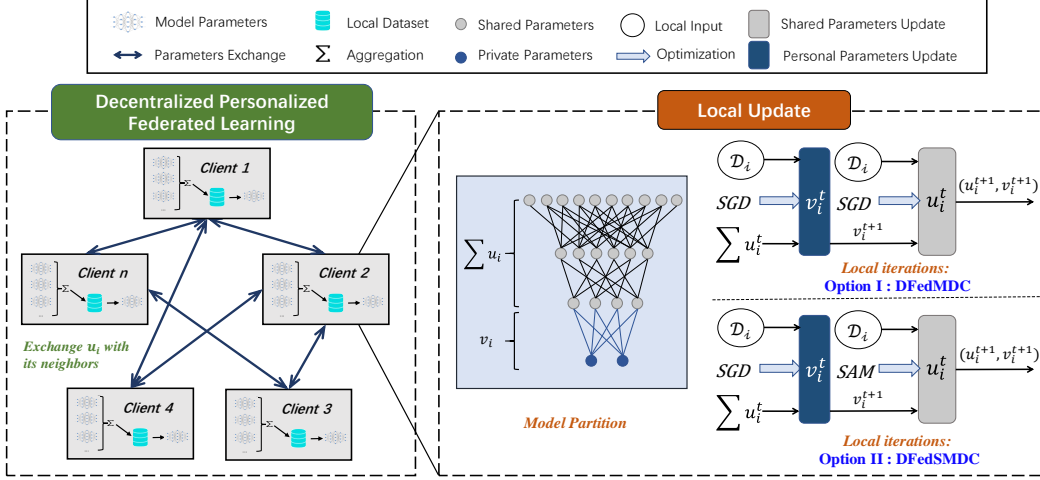 Model Parameters
Local Dataset
Shared Parameters
Local Input
Shared Parameters Update
Parameters Exchange
Σ
Aggregation
Private Parameters
Optimization
Personal Parameters Update
Decentralized Personalized
Federated Learning
Local Update
Client 1
Σ
...
Client n
Σ
...
Client 2
Σ
...
Exchange u_i with
its neighbors
Client 4
Σ
...
Client 3
Σ
...
∑ u_i
v_i
Model Partition
𝒟_i
𝒟_i
SGD
v_i^t
SGD
u_i^t
(u_i^{t+1}, v_i^{t+1})
∑ u_i^t
v_i^{t+1}
Local iterations:
Option I : DFedMDC
𝒟_i
𝒟_i
SGD
v_i^t
SAM
u_i^t
(u_i^{t+1}, v_i^{t+1})
∑ u_i^t
v_i^{t+1}
Local iterations:
Option II : DFedSMDC